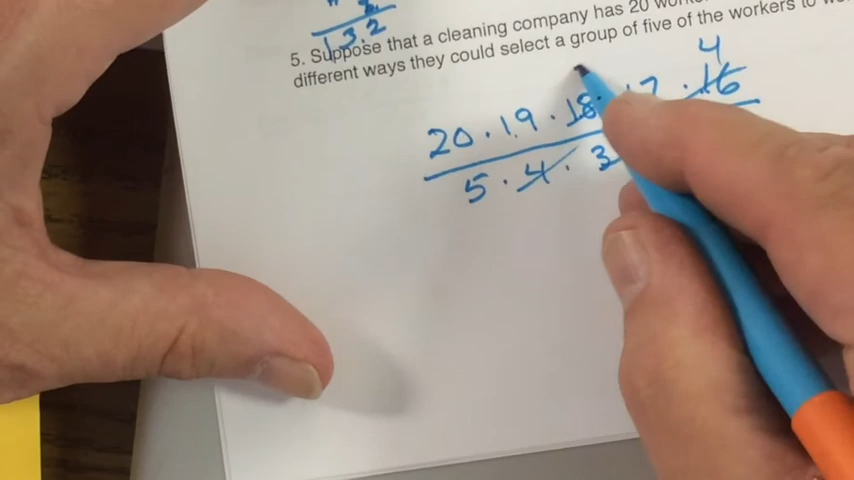 13.2
5. Suppose that a cleaning company has 20
different ways they could select a group of five of the workers to
4
20 · 19 · 18 · 17 · 16
5 · 4 · 3